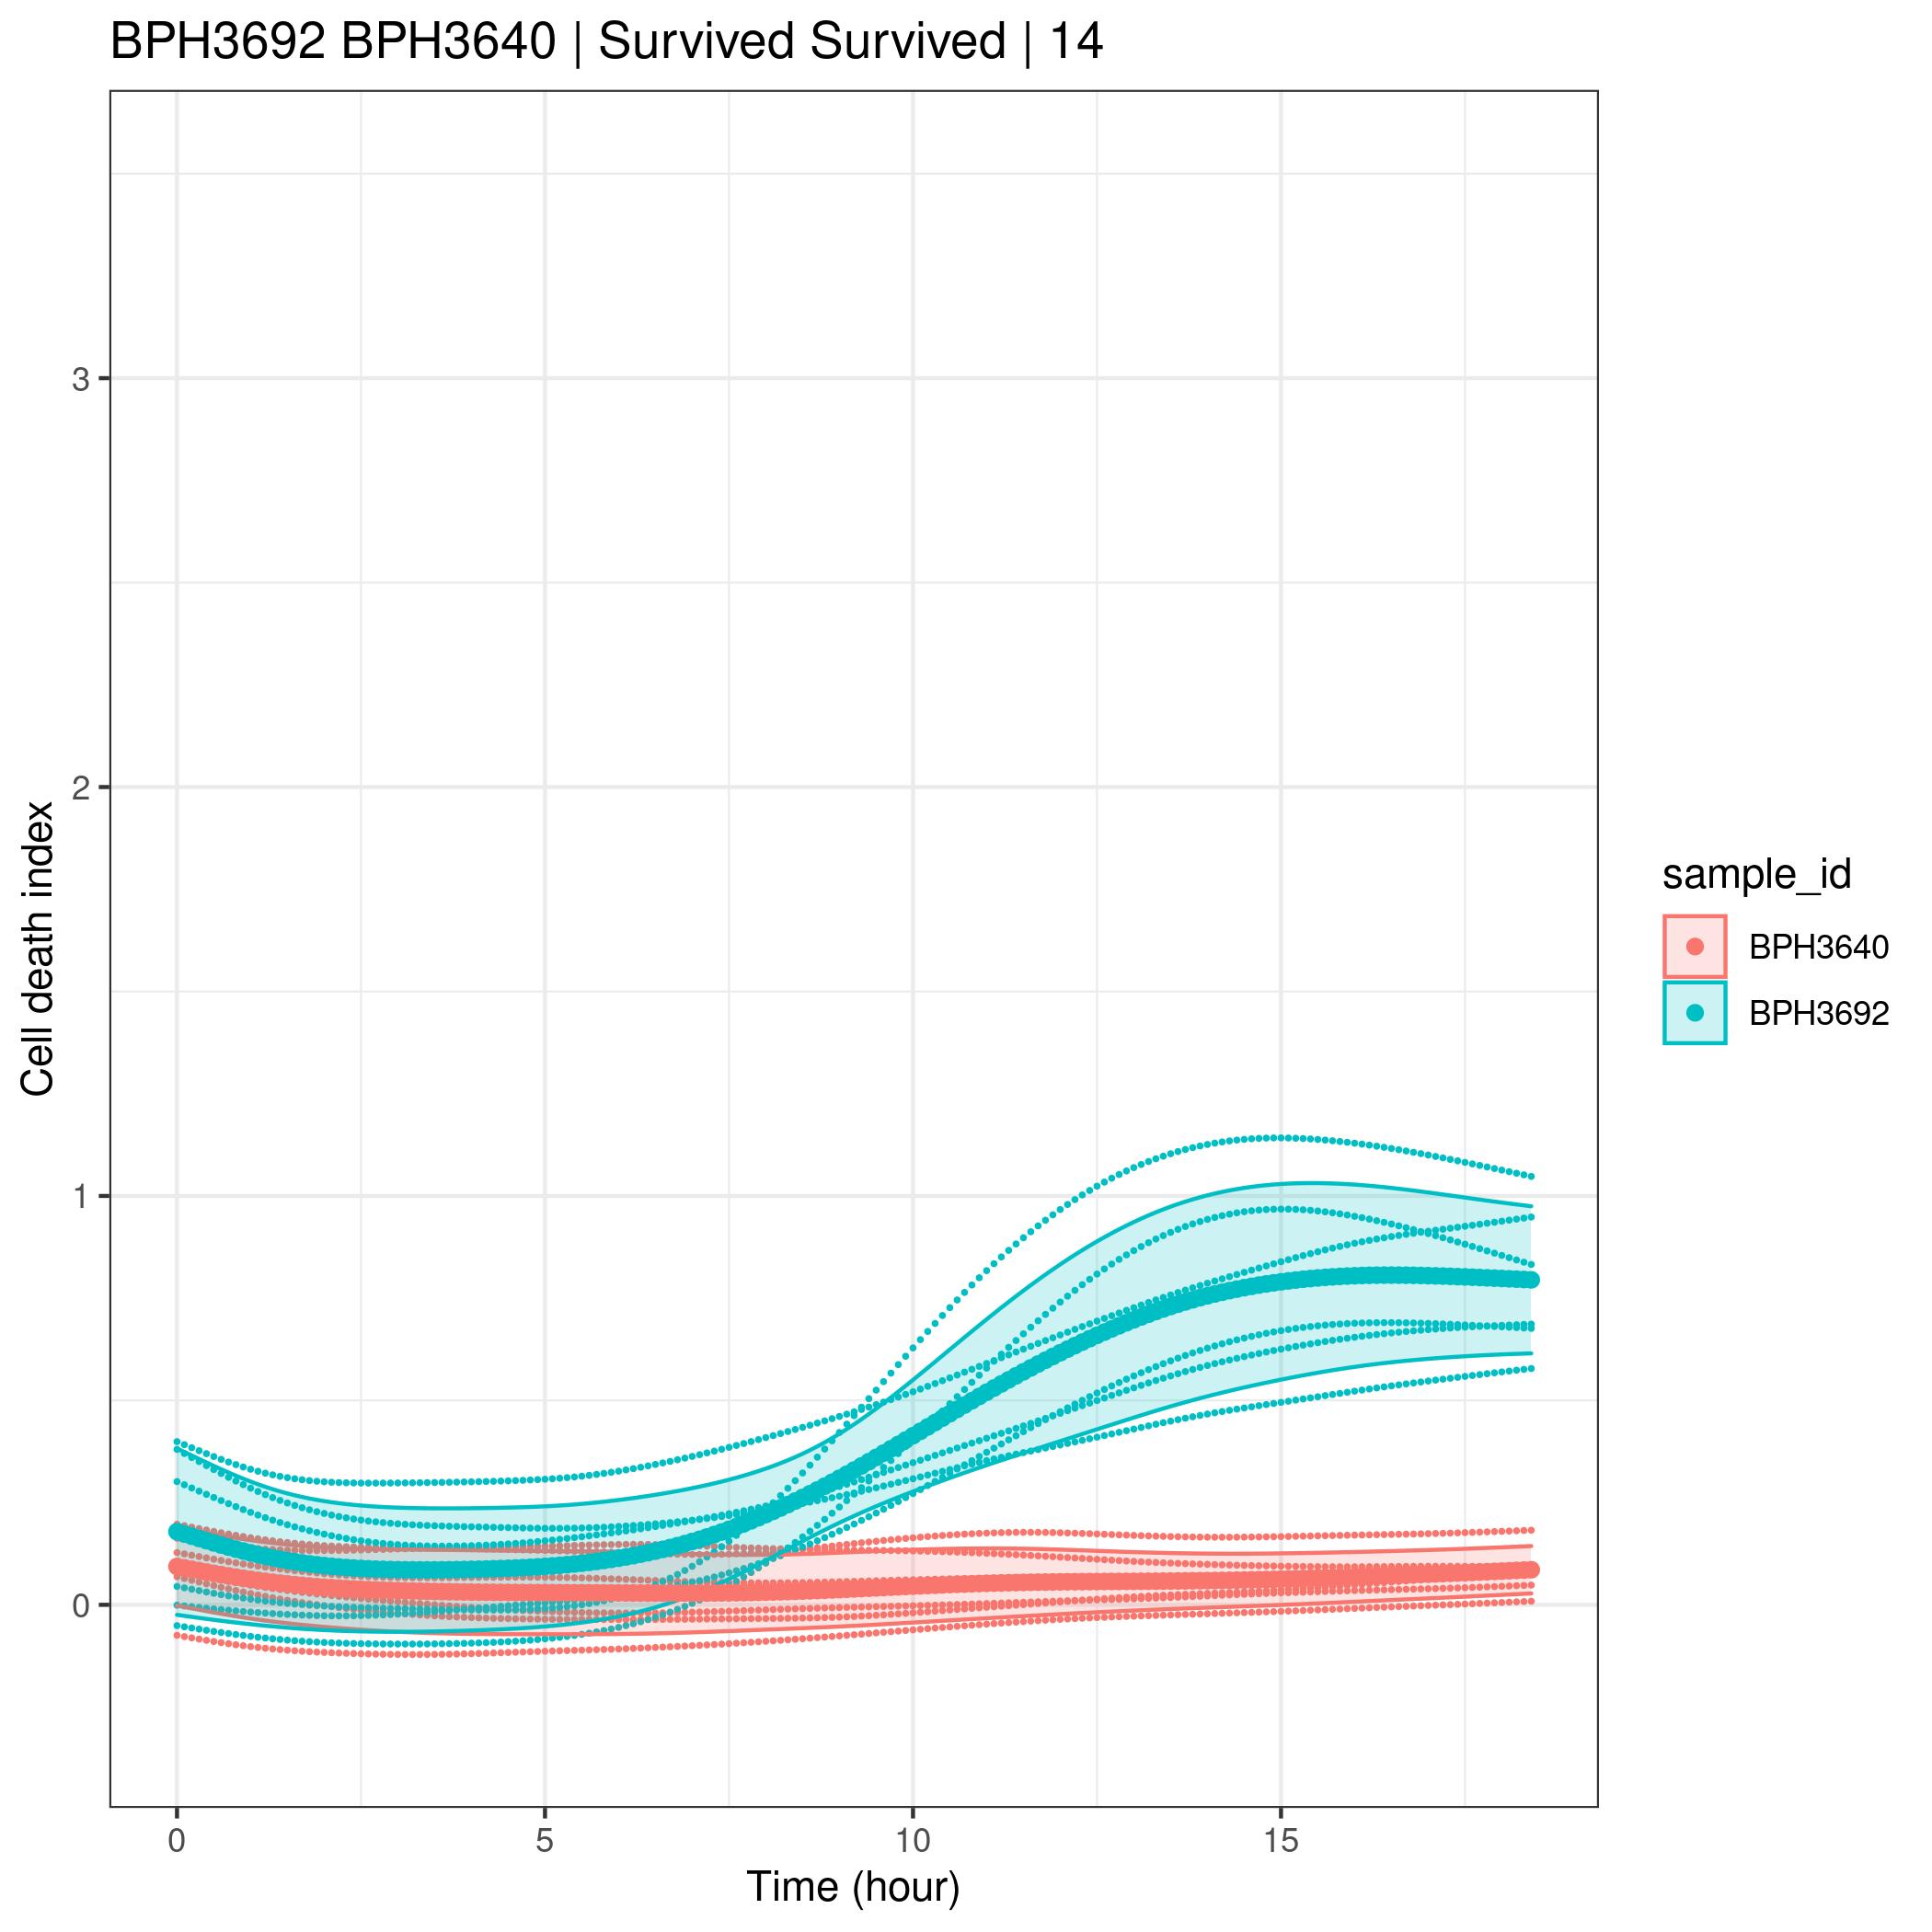 BPH3692 BPH3640 | Survived Survived | 14
3
2
1
0
Cell death index
0 5 10 15
Time (hour)
sample_id
BPH3640
BPH3692